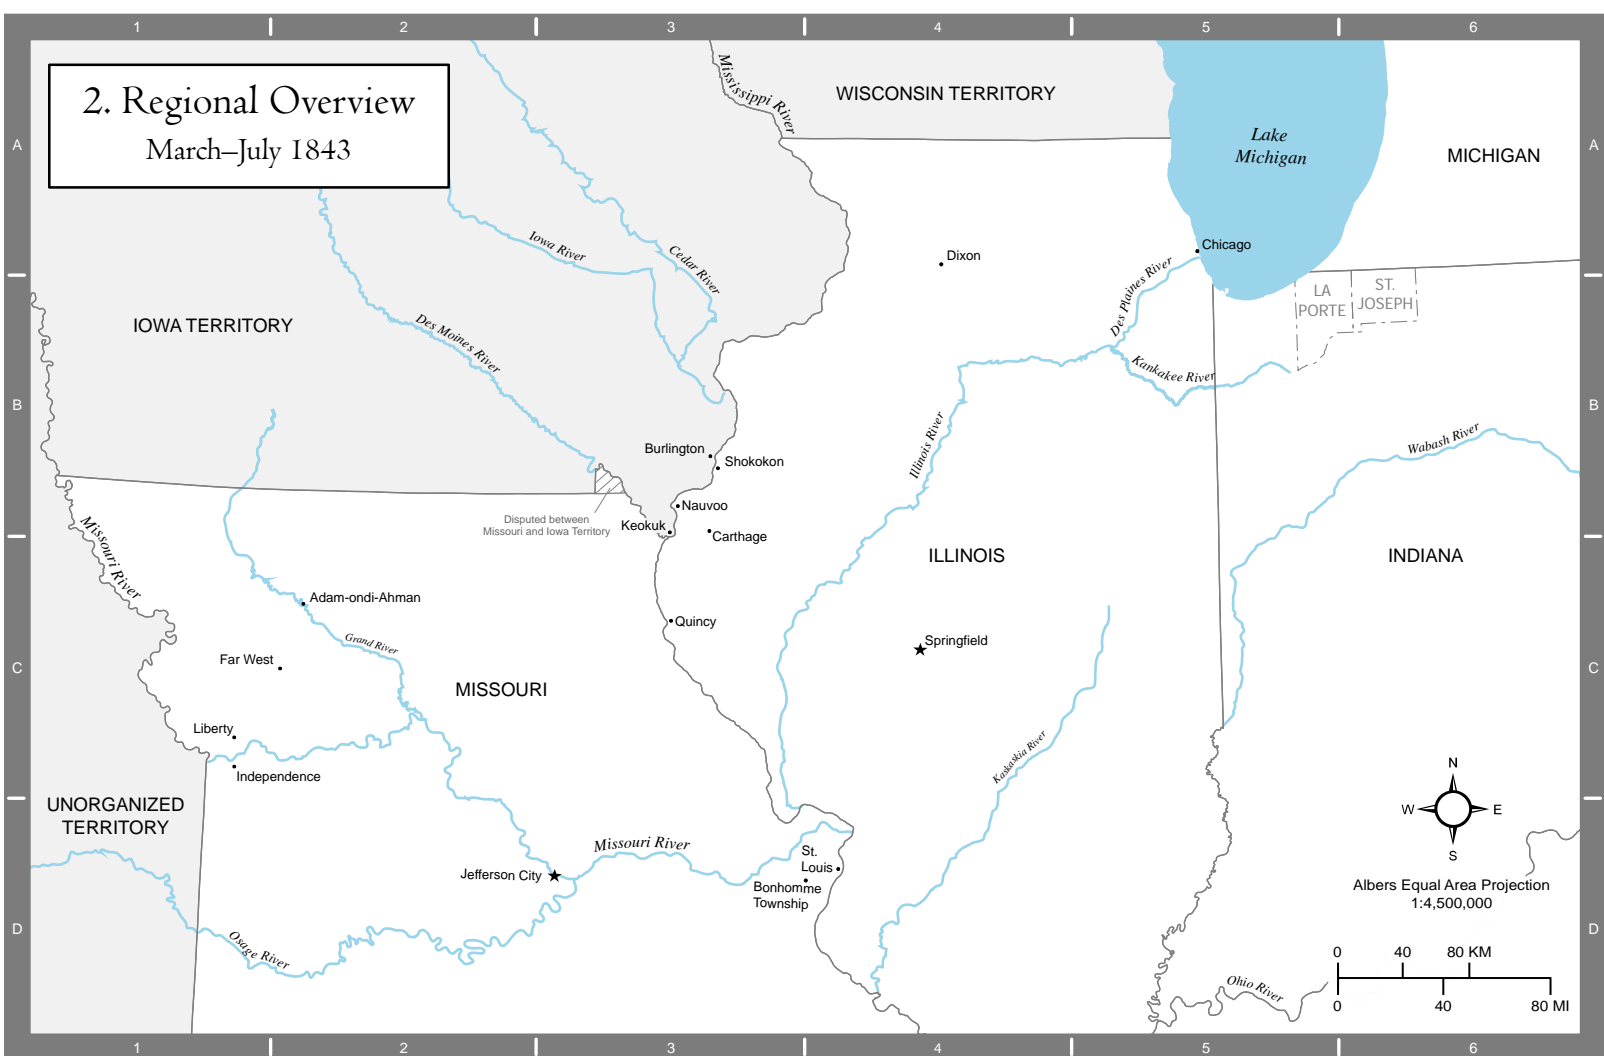 1 2 3 4 5 6
2. Regional Overview
March–July 1843
Mississippi River
WISCONSIN TERRITORY
A
Lake
Michigan
MICHIGAN
A
Iowa River
Cedar River
Dixon
Chicago
Des Plaines River
LA
PORTE
ST.
JOSEPH
IOWA TERRITORY
Des Moines River
Kankakee River
B
B
Illinois River
Wabash River
Burlington
Shokokon
Nauvoo
Disputed between
Missouri and Iowa Territory
Keokuk
Carthage
Missouri River
ILLINOIS
INDIANA
Adam-ondi-Ahman
Quincy
Grand River
Springfield
Far West
C
C
MISSOURI
Liberty
Kaskaskia River
Independence
N
W
E
S
UNORGANIZED
TERRITORY
Missouri River
St.
Louis
Jefferson City
Bonhomme
Township
Albers Equal Area Projection
1:4,500,000
D
D
Osage River
0 40 80 KM
Ohio River
0 40 80 MI
1 2 3 4 5 6